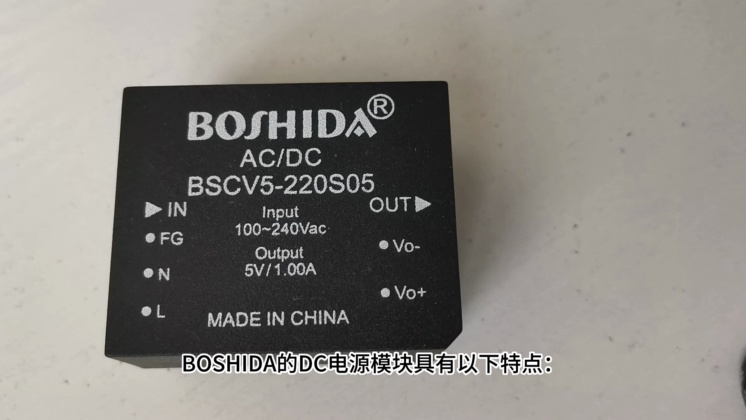 BOSHIDA®
AC/DC
BSCV5-220S05
▶IN
OUT▶
Input
100~240Vac
Output
5V/1.00A
FG
N
L
Vo-
Vo+
MADE IN CHINA
BOSHIDA的DC电源模块具有以下特点：